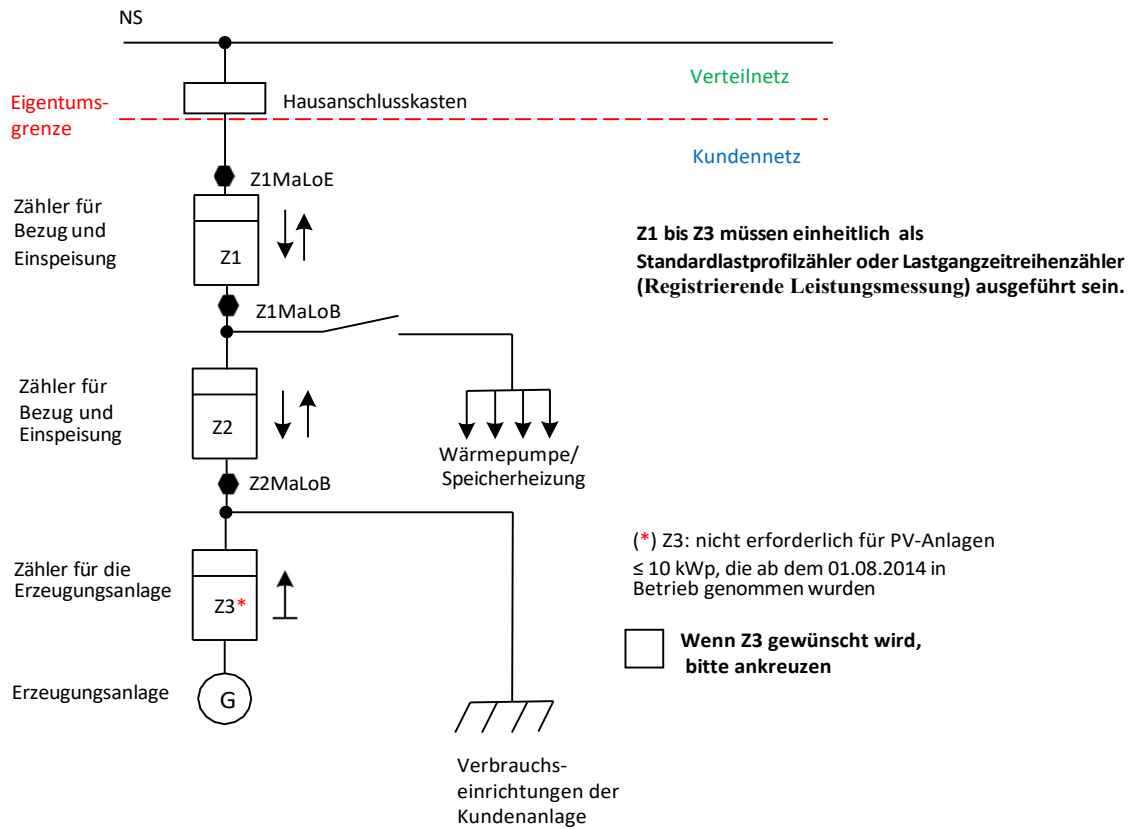 NS
Verteilnetz
Eigentums-
grenze
Hausanschlusskasten
Kundennetz
Z1MaLoE
Zähler für
Bezug und
Einspeisung
Z1
Z1 bis Z3 müssen einheitlich als
Standardlastprofilzähler oder Lastgangzeitreihenzähler
(Registrierende Leistungsmessung) ausgeführt sein.
Z1MaLoB
Zähler für
Bezug und
Einspeisung
Z2
Wärmepumpe/
Speicherheizung
Z2MaLoB
Zähler für die
Erzeugungsanlage
Z3*
(*) Z3: nicht erforderlich für PV-Anlagen
≤ 10 kWp, die ab dem 01.08.2014 in
Betrieb genommen wurden
Wenn Z3 gewünscht wird,
bitte ankreuzen
Erzeugungsanlage
G
Verbrauchs-
einrichtungen der
Kundenanlage